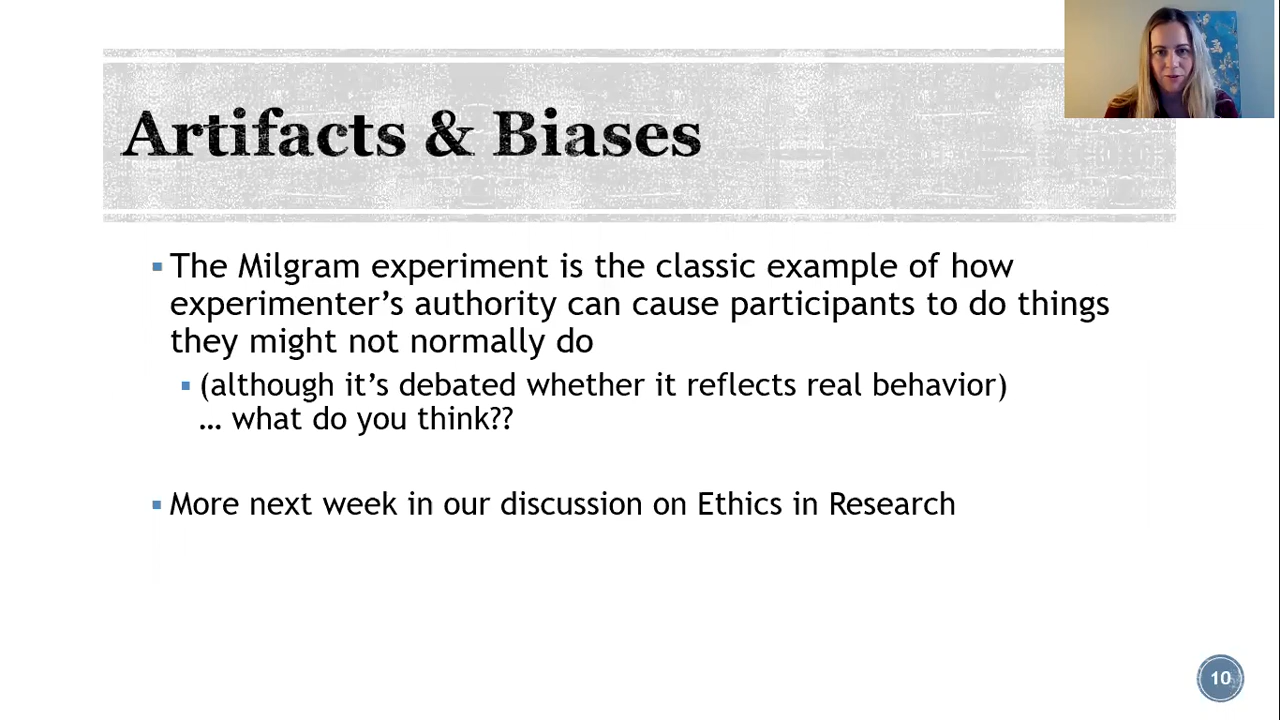 Artifacts & Biases
▪ The Milgram experiment is the classic example of how
experimenter’s authority can cause participants to do things
they might not normally do
▪ (although it’s debated whether it reflects real behavior)
… what do you think??
▪ More next week in our discussion on Ethics in Research
10